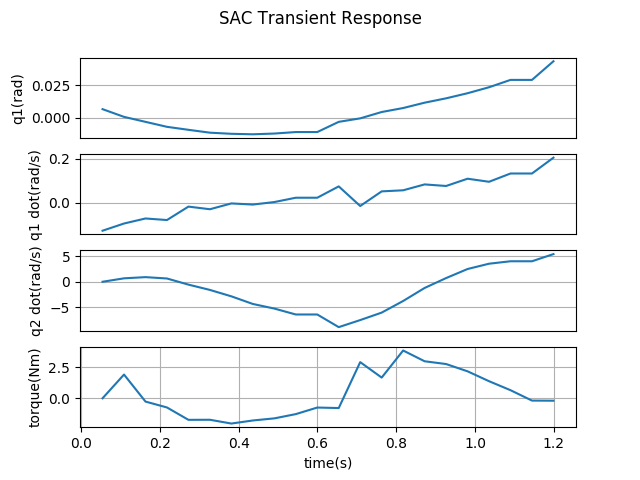 SAC Transient Response
q1(rad)
0.025
0.000
q1 dot(rad/s)
0.2
0.0
q2 dot(rad/s)
5
0
−5
torque(Nm)
2.5
0.0
0.0 0.2 0.4 0.6 0.8 1.0 1.2
time(s)